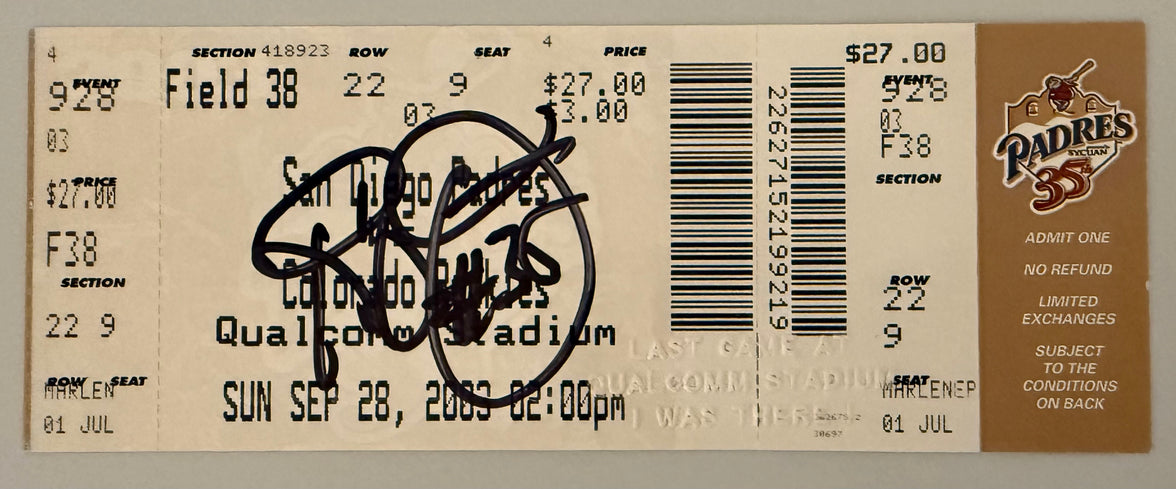 4
EVENT
928
03
PRICE
$27.00
F38
SECTION
22 9
ROW SEAT
MARLEN
01 JUL
SECTION 418923 ROW SEAT 4 PRICE
Field 38 22 9 $27.00
03 $3.00
San Diego Padres
VS
Colorado Rockies
Qualcomm Stadium
SUN SEP 28, 2003 02:00pm
LAST GAME AT
QUALCOMM STADIUM
I WAS THERE
22627152199219
30697
$27.00
EVENT
928
03
F38
SECTION
ROW
22
9
SEAT
MARLENEP
01 JUL
PADRES
SYCUAN
35th
ADMIT ONE
NO REFUND
LIMITED
EXCHANGES
SUBJECT
TO THE
CONDITIONS
ON BACK